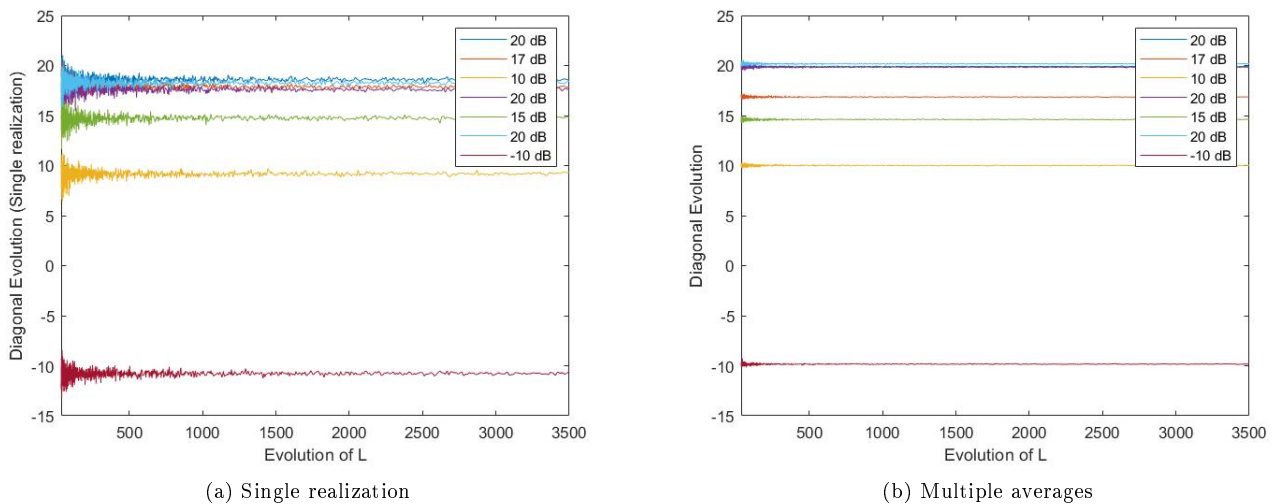 25
20
15
10
5
0
-5
-10
-15
Diagonal Evolution (Single realization)
20 dB
17 dB
10 dB
20 dB
15 dB
20 dB
-10 dB
500 1000 1500 2000 2500 3000 3500
Evolution of L
(a) Single realization
25
20
15
10
5
0
-5
-10
-15
Diagonal Evolution
20 dB
17 dB
10 dB
20 dB
15 dB
20 dB
-10 dB
500 1000 1500 2000 2500 3000 3500
Evolution of L
(b) Multiple averages